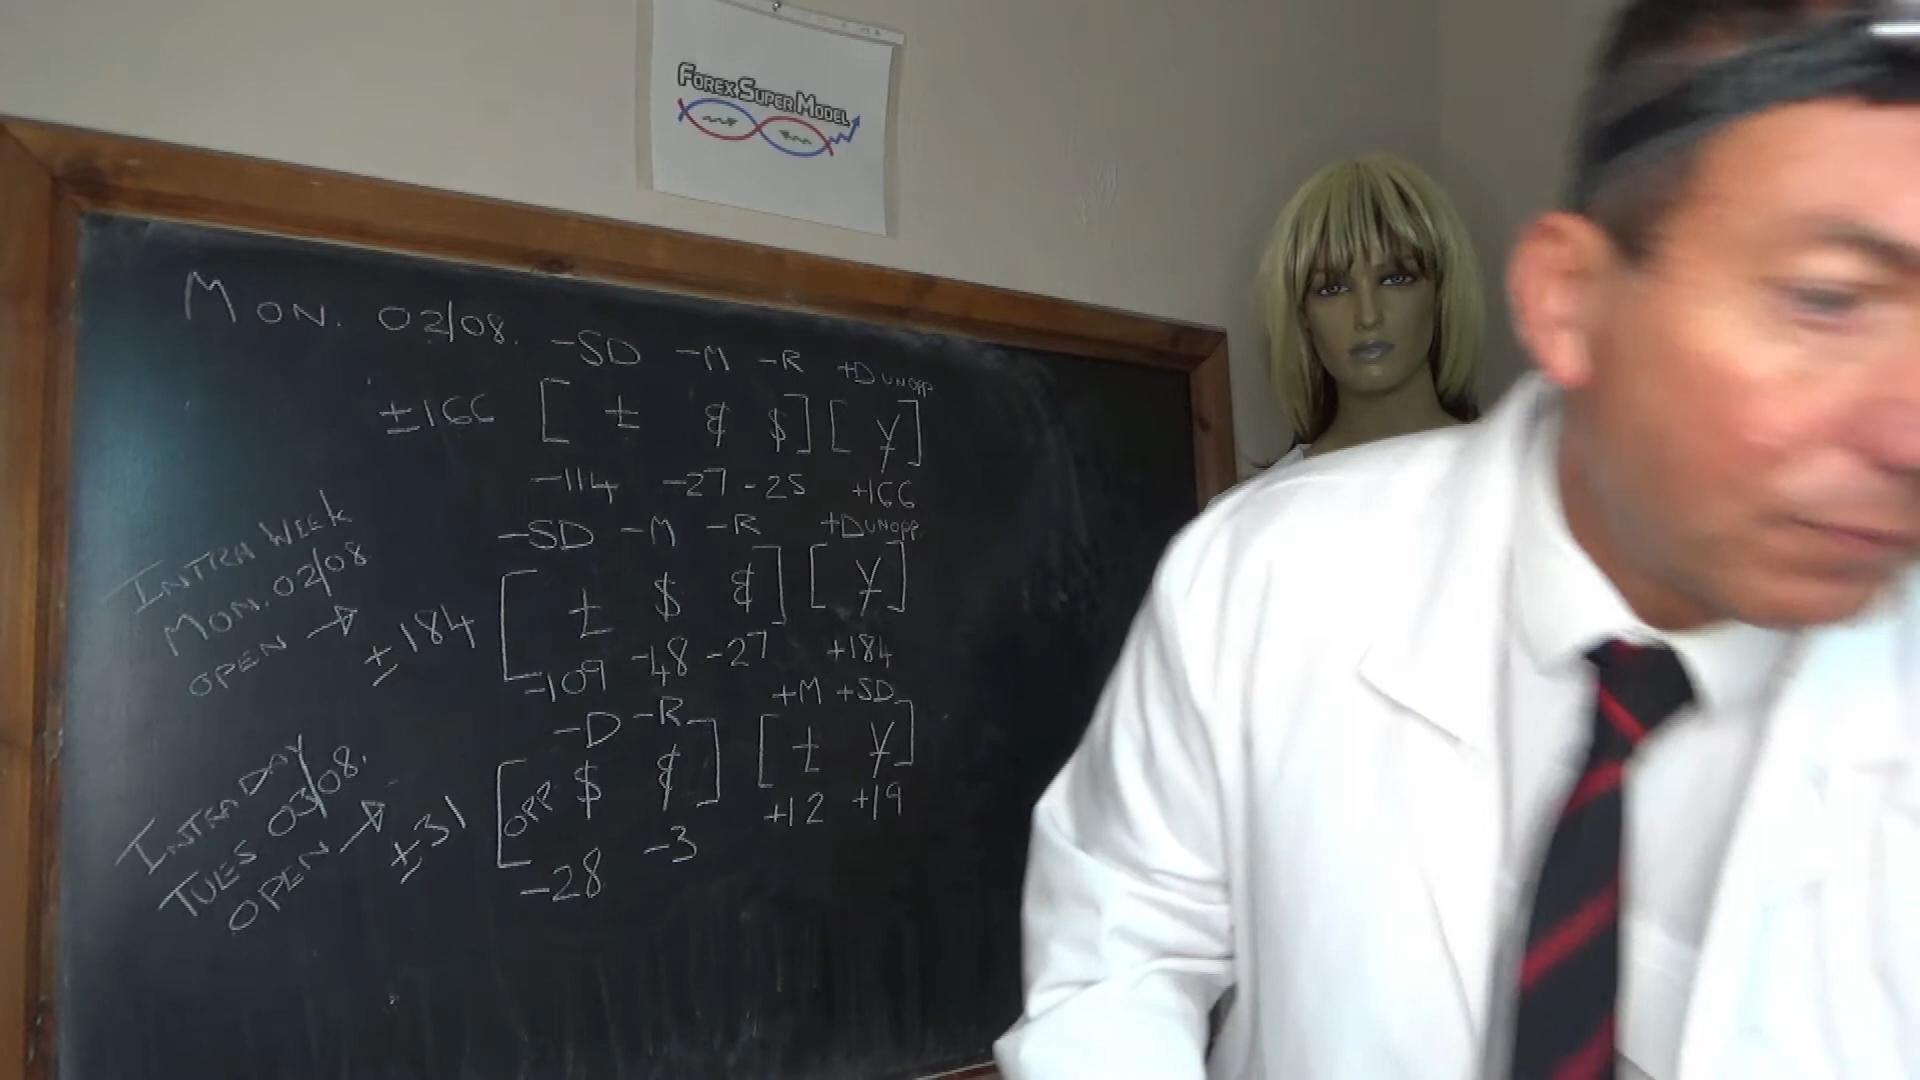 FOREX SUPER MODEL
MON. 02/08.
-SD -M -R +D UNOPP
±166 [ £ € $ ] [ ¥ ]
-114 -27 -25 +166
-SD -M -R +D UNOPP.
INTRA WEEK
MON. 02/08
OPEN → ±184 [ £ $ € ] [ ¥ ]
-109 -48 -27 +184
-D -R +M +SD
INTRA DAY
TUES 03/08.
OPEN → ±31 [ OPP $ € ] [ £ ¥ ]
-28 -3 +12 +19